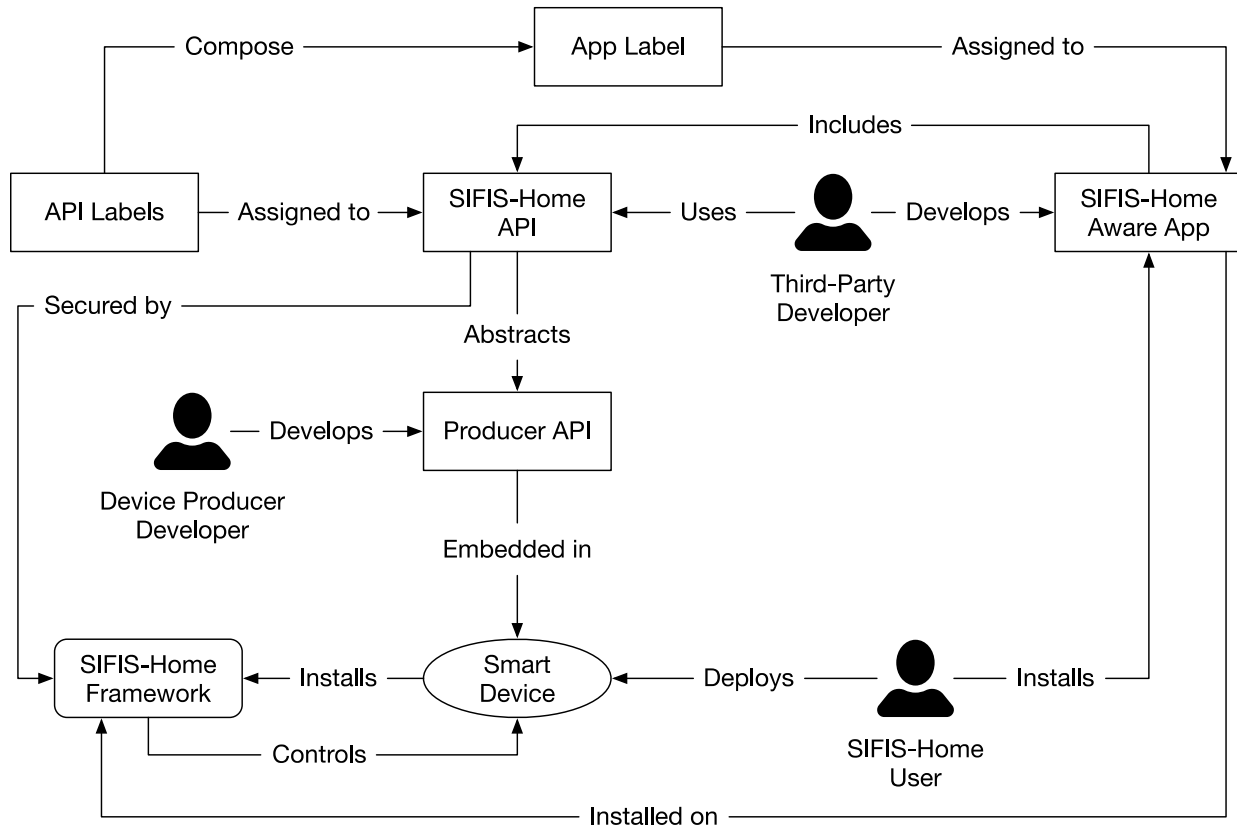 Compose
App Label
Assigned to
Includes
API Labels
Assigned to
SIFIS-Home
API
Uses
Develops
SIFIS-Home
Aware App
Third-Party
Developer
Secured by
Abstracts
Develops
Producer API
Device Producer
Developer
Embedded in
SIFIS-Home
Framework
Installs
Smart
Device
Deploys
Installs
SIFIS-Home
User
Controls
Installed on